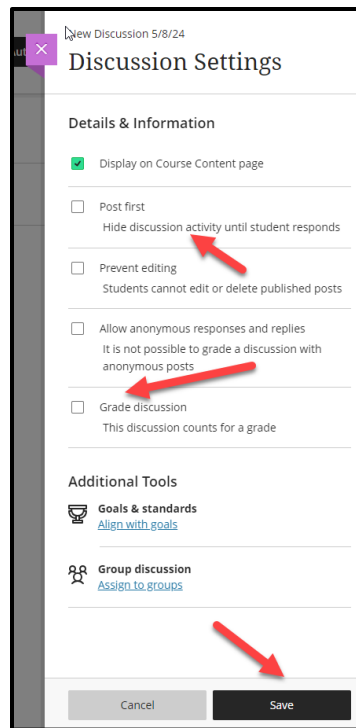 New Discussion 5/8/24
Discussion Settings
Details & Information
Display on Course Content page
Post first
Hide discussion activity until student responds
Prevent editing
Students cannot edit or delete published posts
Allow anonymous responses and replies
It is not possible to grade a discussion with
anonymous posts
Grade discussion
This discussion counts for a grade
Additional Tools
Goals & standards
Align with goals
Group discussion
Assign to groups
Cancel
Save